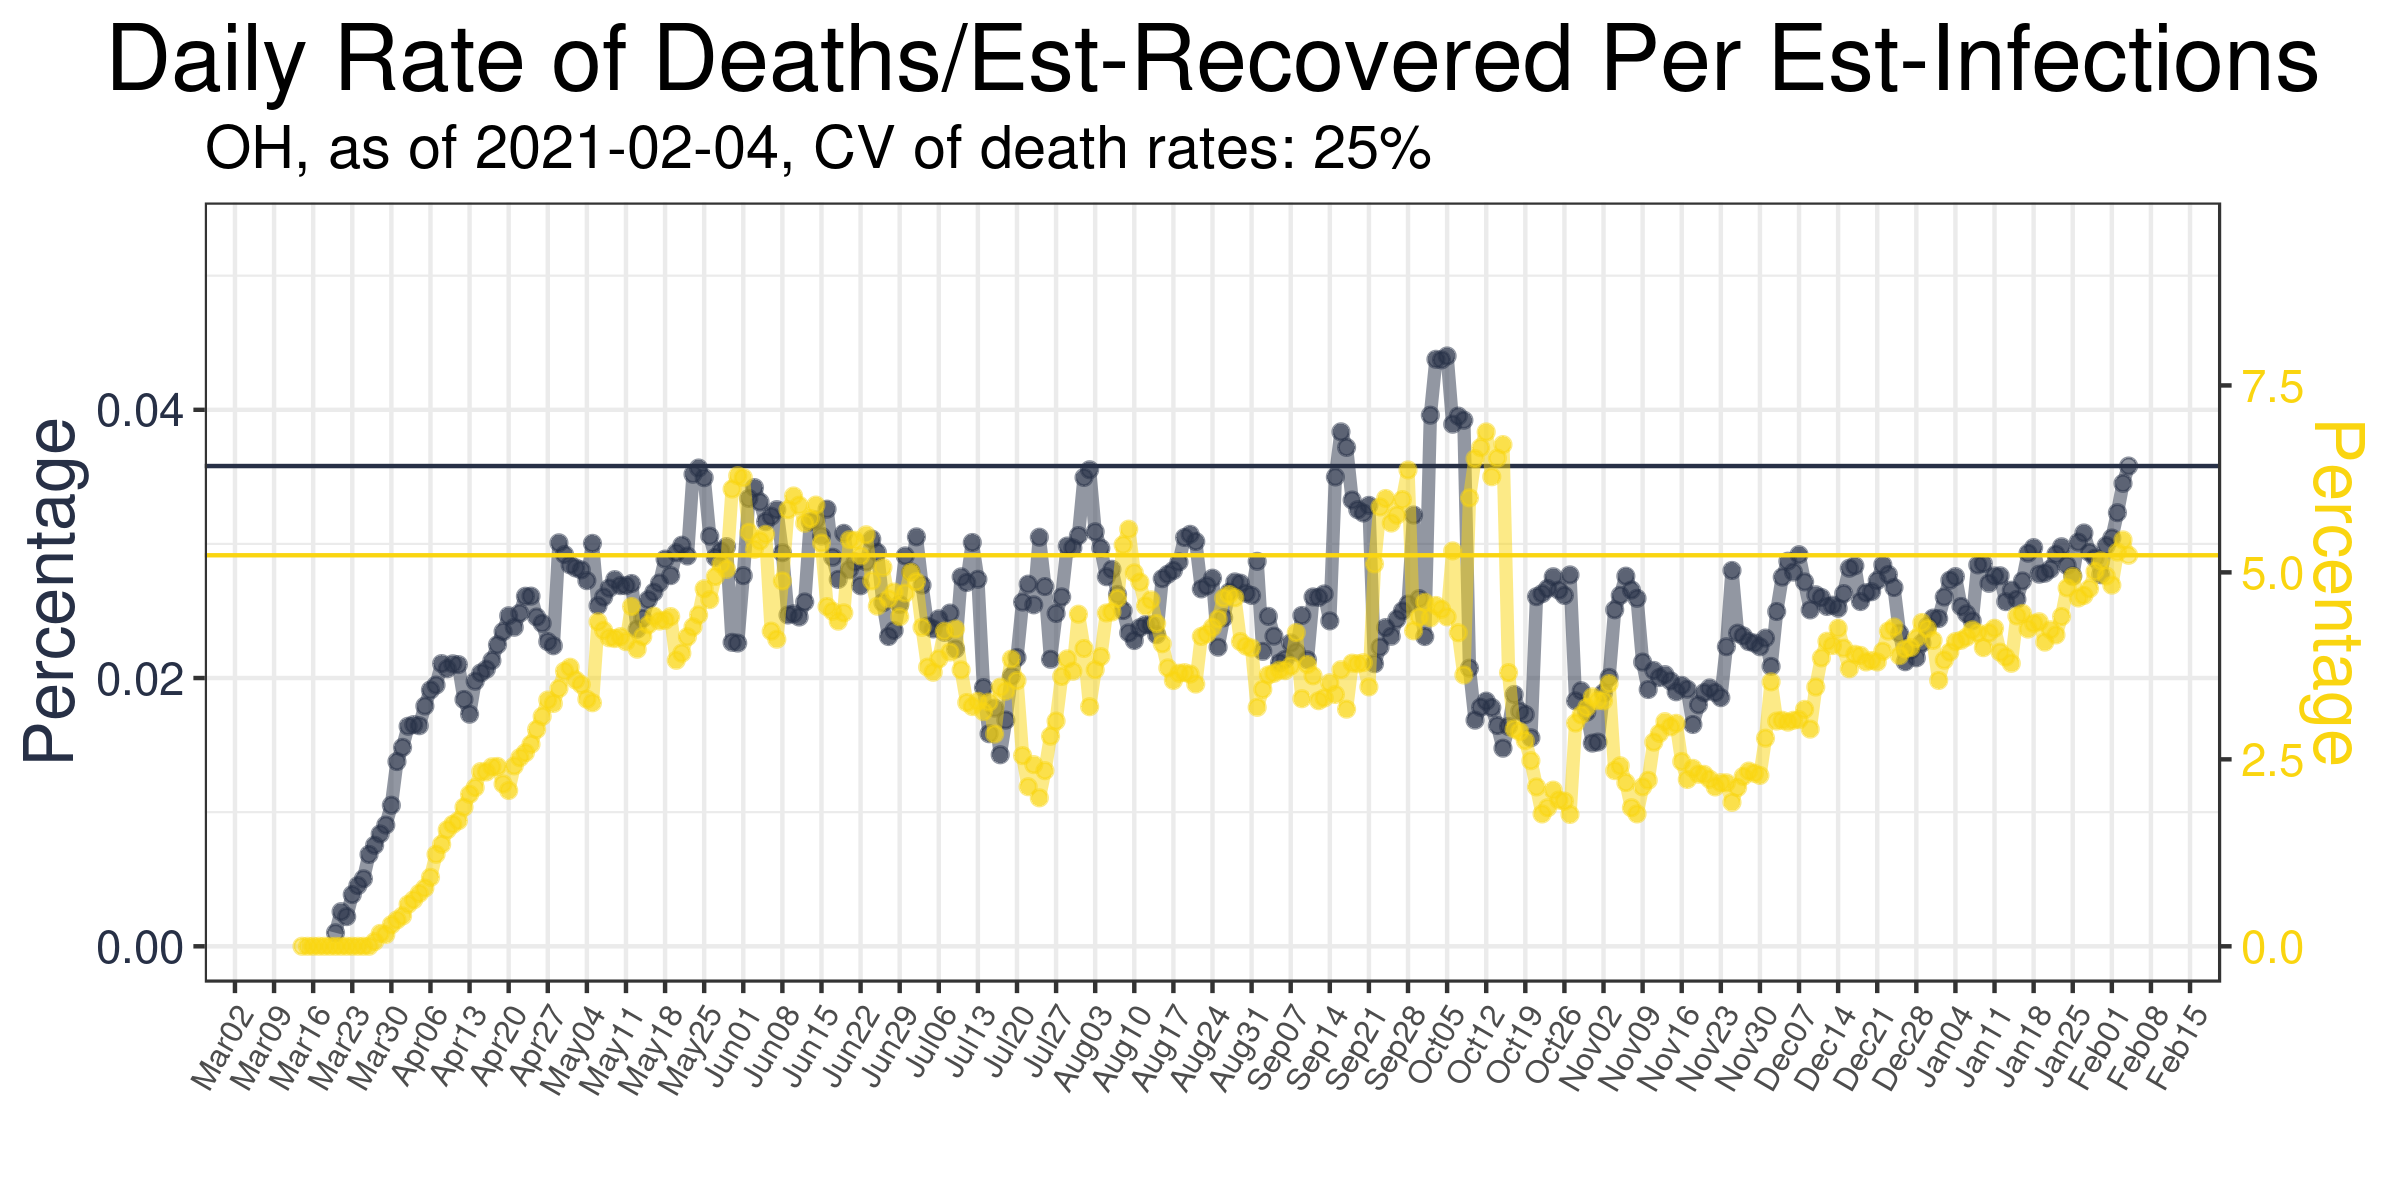 Daily Rate of Deaths/Est-Recovered Per Est-Infections
OH, as of 2021-02-04, CV of death rates: 25%
Percentage
0.04
0.02
0.00
7.5
5.0
2.5
0.0
Percentage
Mar02
Mar09
Mar16
Mar23
Mar30
Apr06
Apr13
Apr20
Apr27
May04
May11
May18
May25
Jun01
Jun08
Jun15
Jun22
Jun29
Jul06
Jul13
Jul20
Jul27
Aug03
Aug10
Aug17
Aug24
Aug31
Sep07
Sep14
Sep21
Sep28
Oct05
Oct12
Oct19
Oct26
Nov02
Nov09
Nov16
Nov23
Nov30
Dec07
Dec14
Dec21
Dec28
Jan04
Jan11
Jan18
Jan25
Feb01
Feb08
Feb15